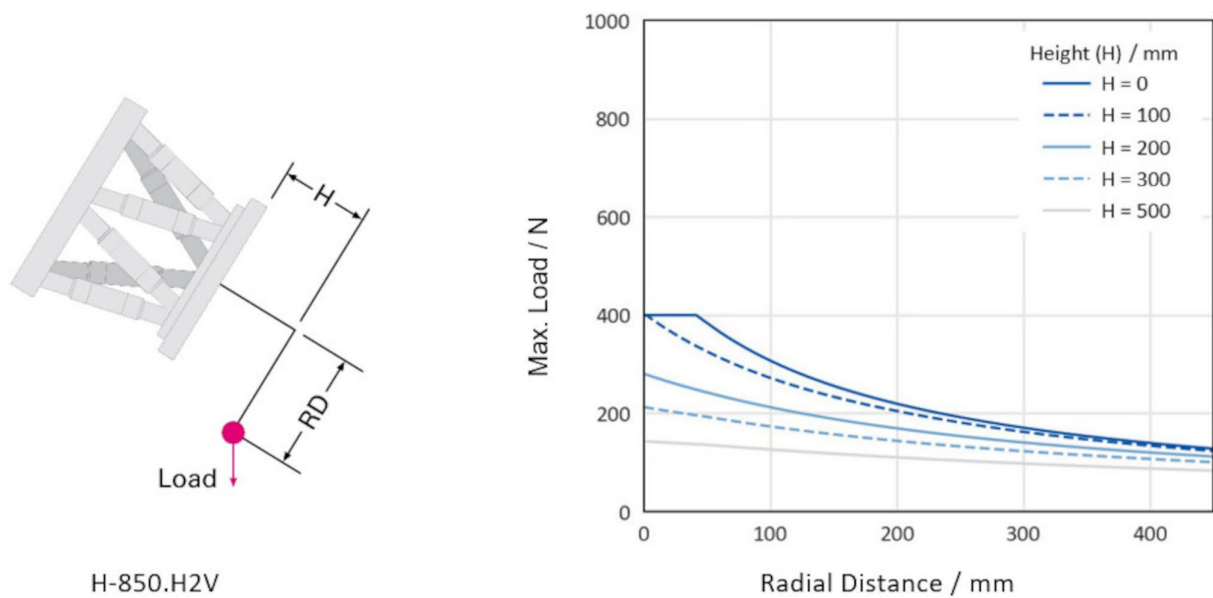 H
RD
Load
H-850.H2V
Max. Load / N
1000
800
600
400
200
0
0 100 200 300 400
Radial Distance / mm
Height (H) / mm
H = 0
H = 100
H = 200
H = 300
H = 500